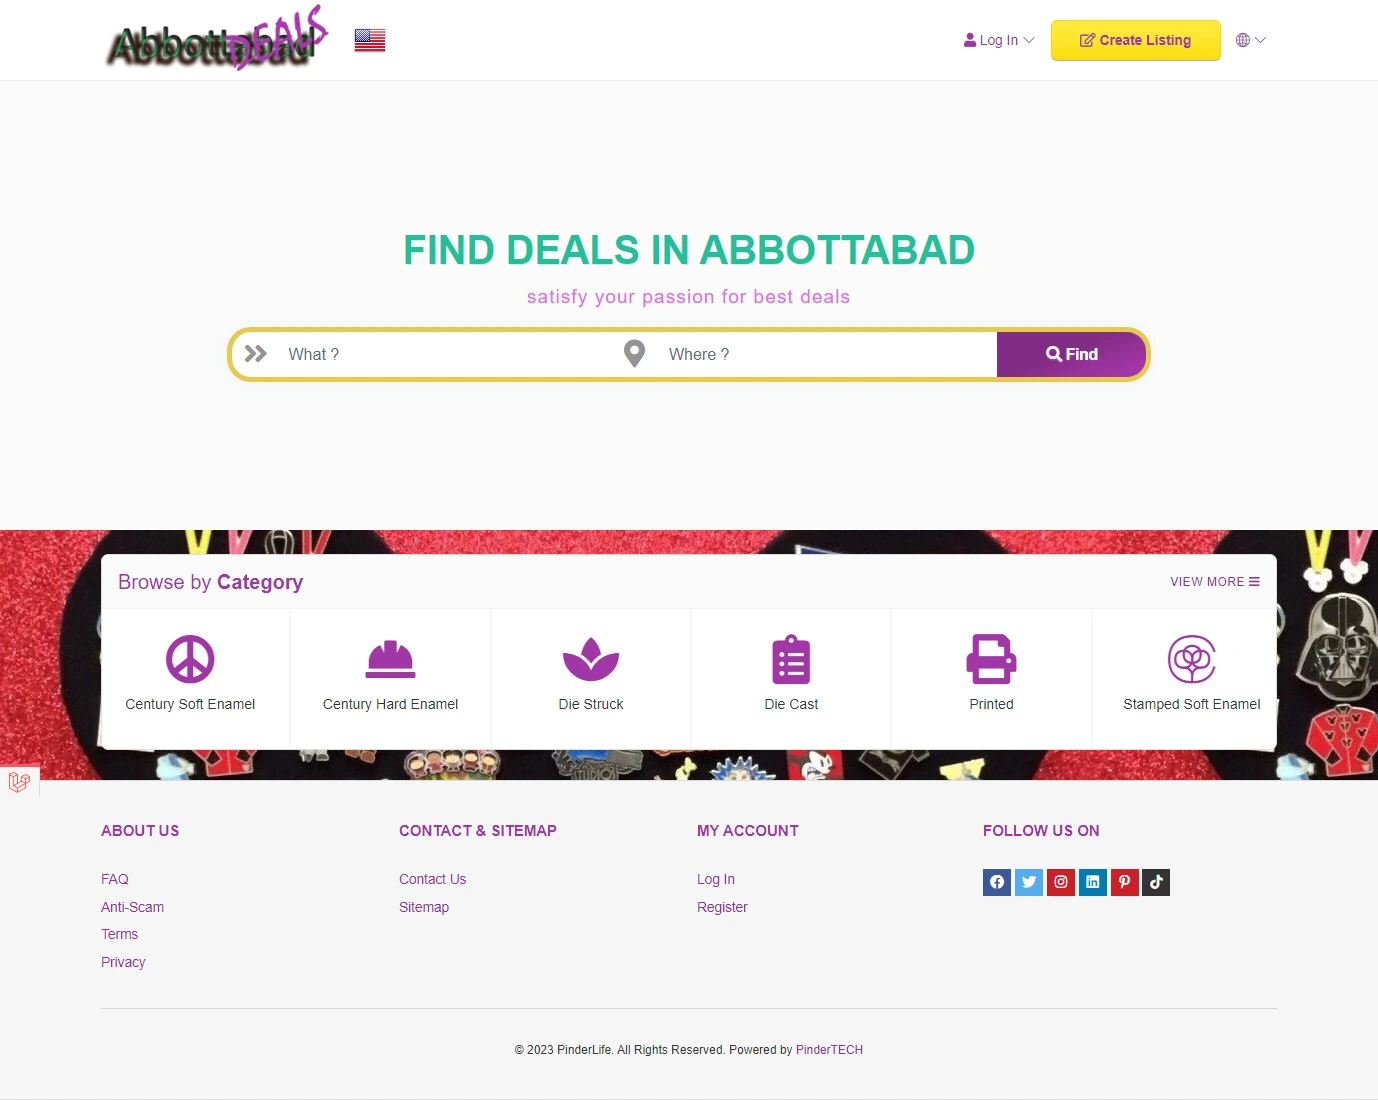 Abbottabad DEALS
Log In
Create Listing
FIND DEALS IN ABBOTTABAD
satisfy your passion for best deals
What ?
Where ?
Find
Browse by Category
VIEW MORE
Century Soft Enamel
Century Hard Enamel
Die Struck
Die Cast
Printed
Stamped Soft Enamel
STUDIO
ABOUT US
CONTACT & SITEMAP
MY ACCOUNT
FOLLOW US ON
FAQ
Contact Us
Log In
Anti-Scam
Sitemap
Register
Terms
Privacy
© 2023 PinderLife. All Rights Reserved. Powered by PinderTECH